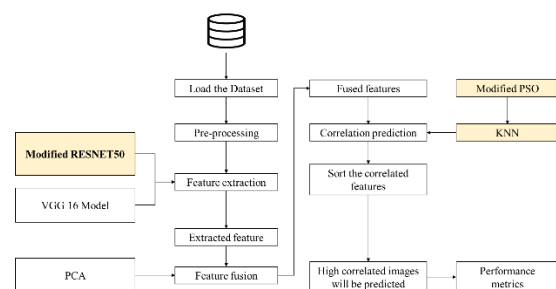 Load the Dataset
Pre-processing
Modified RESNET50
VGG 16 Model
Feature extraction
Extracted feature
PCA
Feature fusion
Fused features
Modified PSO
Correlation prediction
KNN
Sort the correlated
features
High correlated images
will be predicted
Performance
metrics